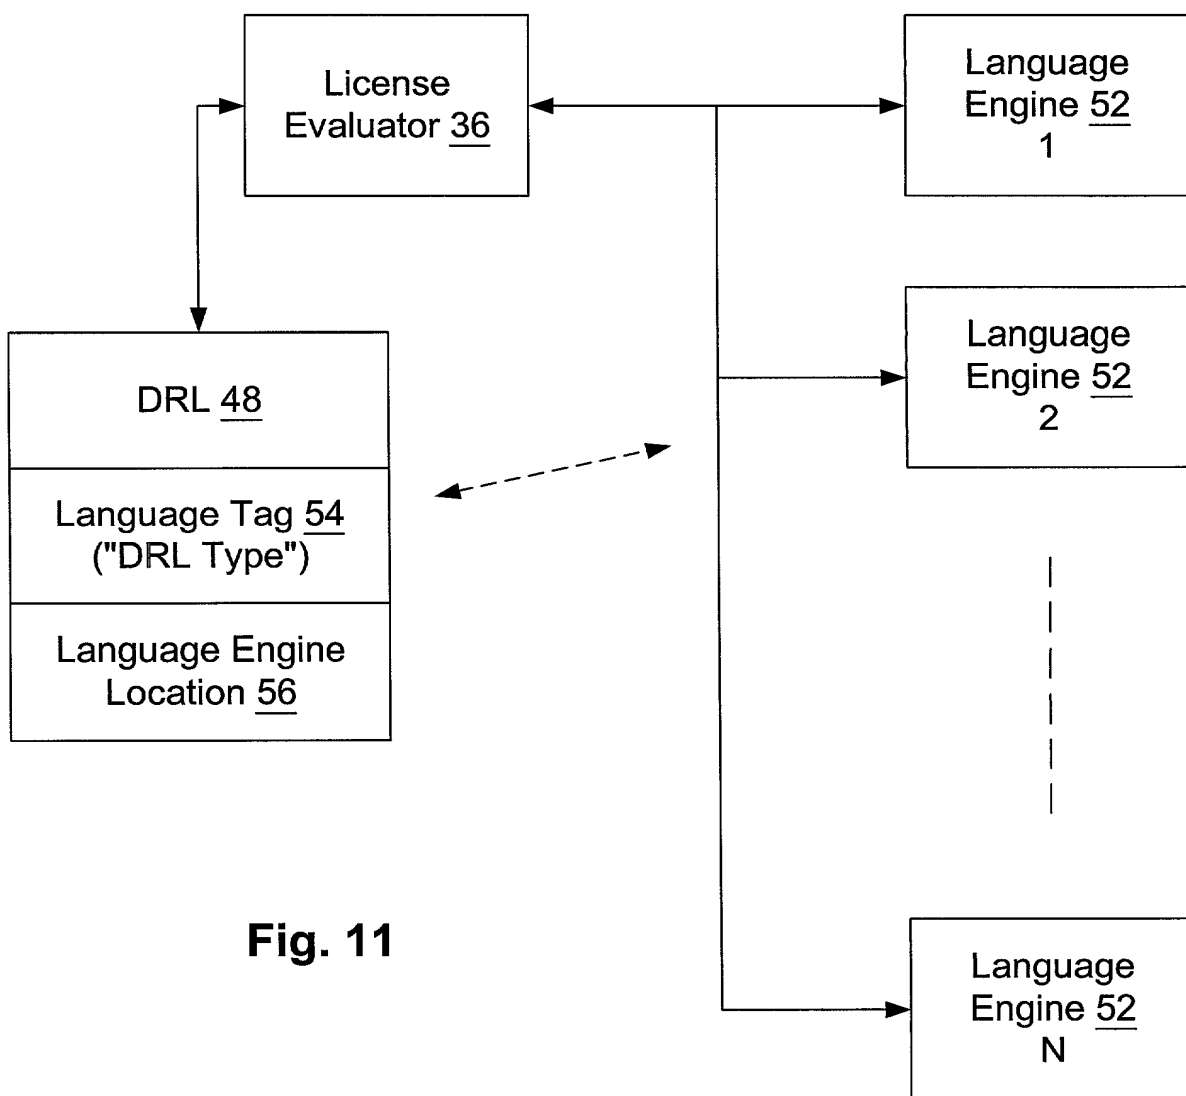 License
Evaluator 36
Language
Engine 52
1
Language
Engine 52
2
DRL 48
Language Tag 54
("DRL Type")
Language Engine
Location 56
Fig. 11
Language
Engine 52
N